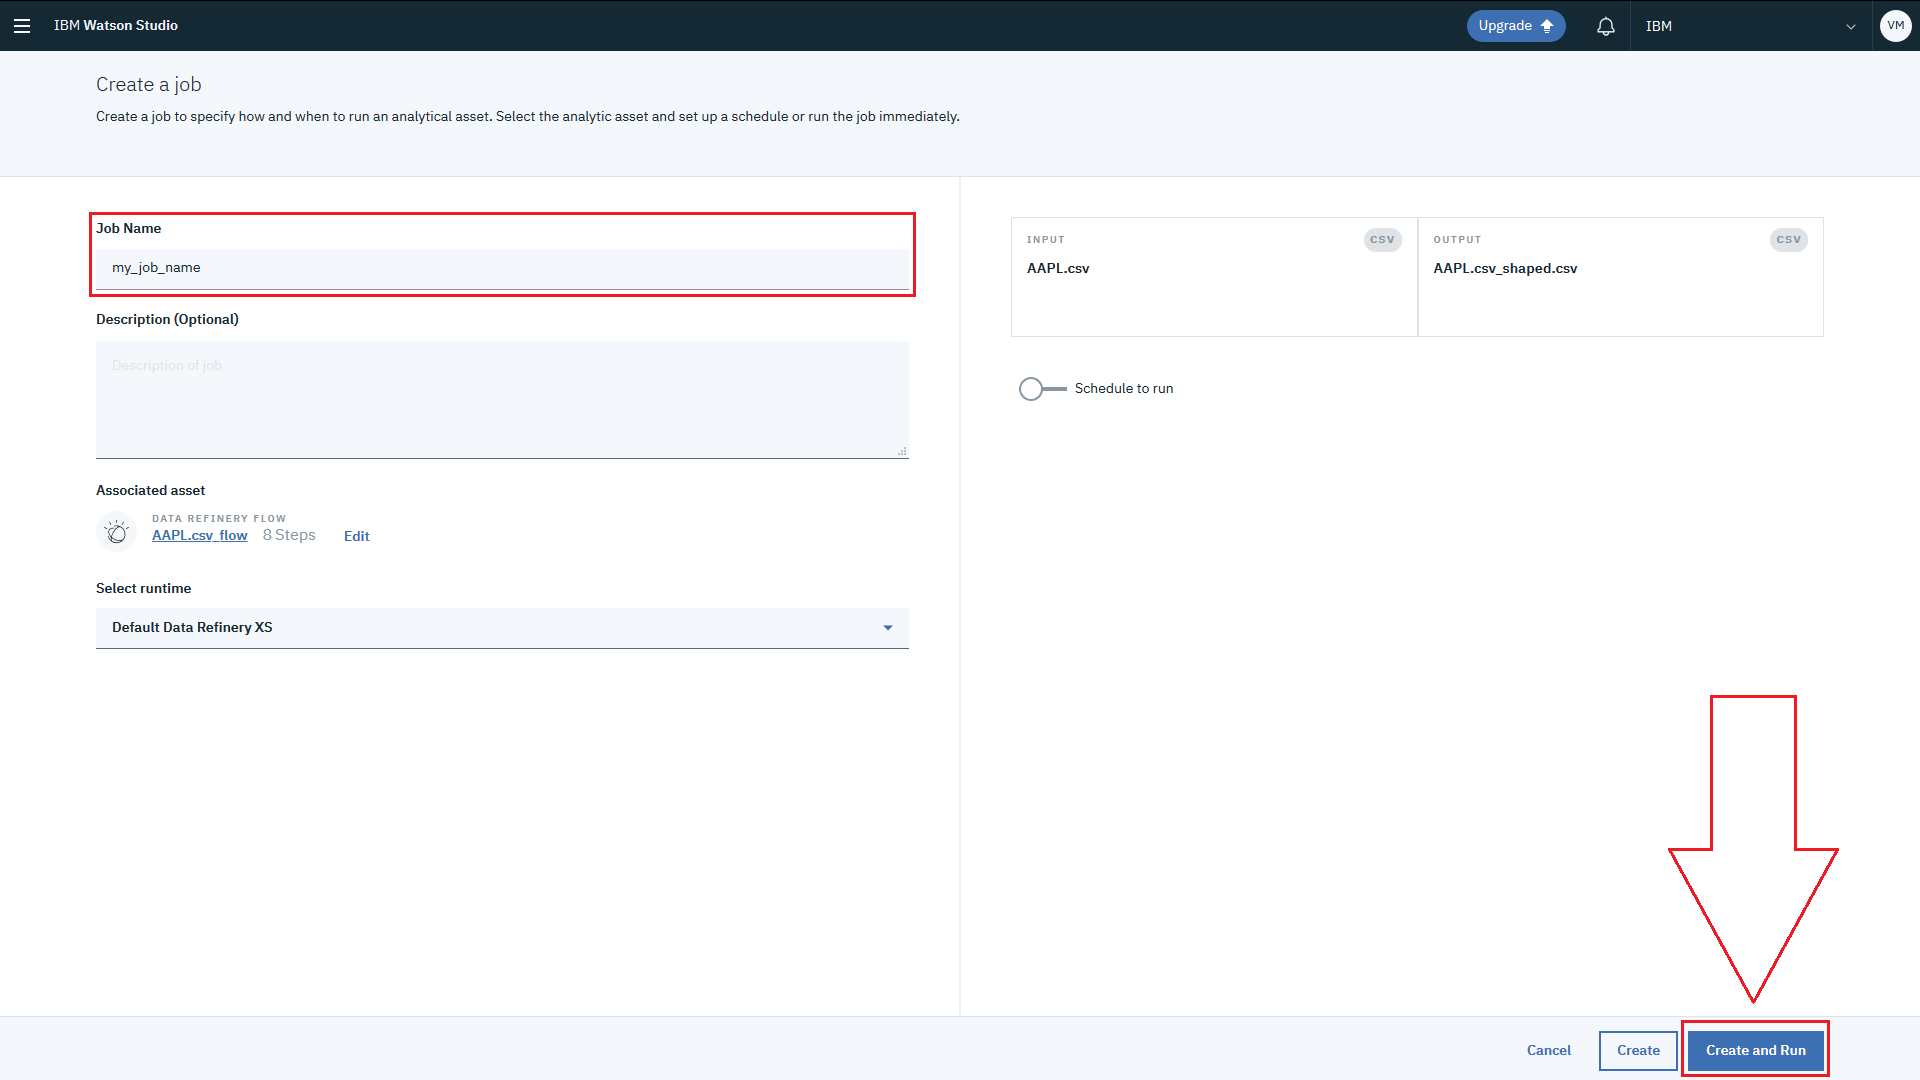 IBM Watson Studio
Upgrade
IBM
VM
Create a job
Create a job to specify how and when to run an analytical asset. Select the analytic asset and set up a schedule or run the job immediately.
Job Name
my_job_name
Description (Optional)
Description of job
Associated asset
DATA REFINERY FLOW
AAPL.csv_flow 8 Steps Edit
Select runtime
Default Data Refinery XS
INPUT CSV
AAPL.csv
OUTPUT CSV
AAPL.csv_shaped.csv
Schedule to run
Cancel
Create
Create and Run